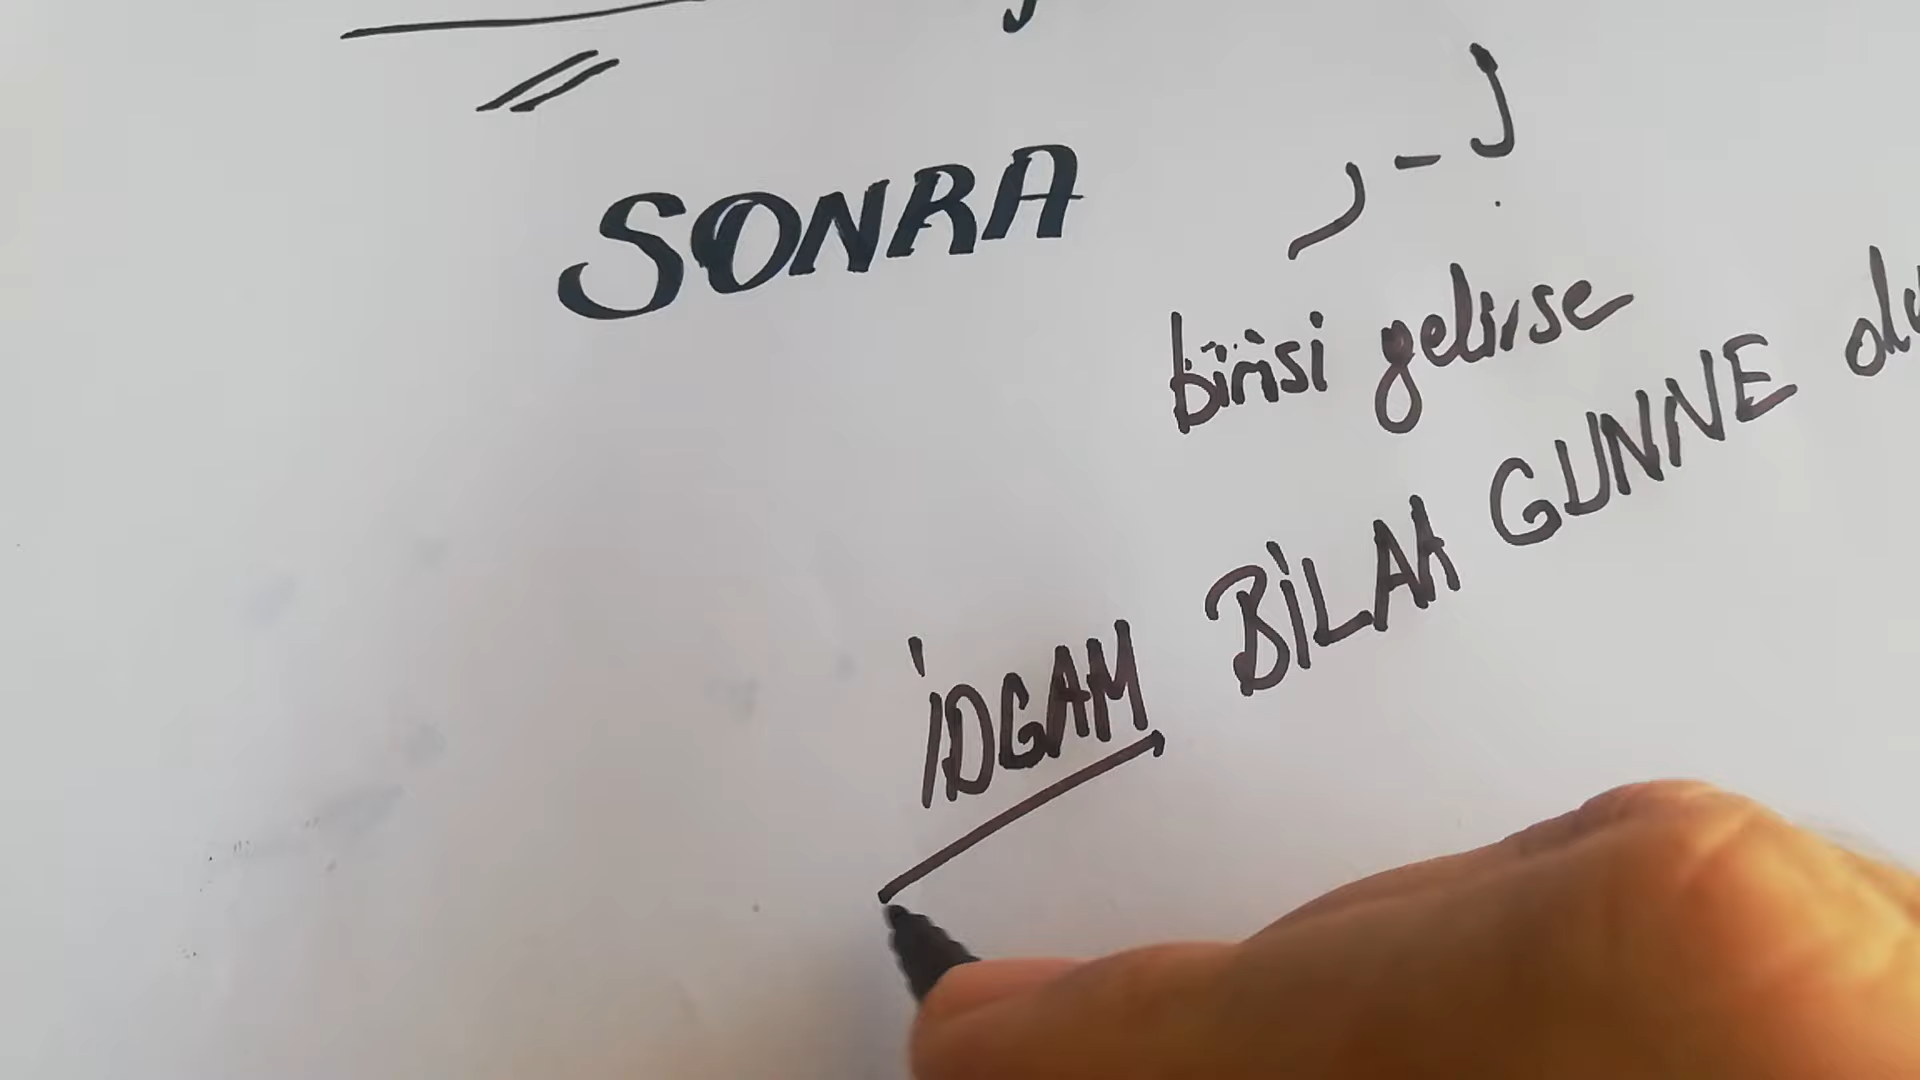 SONRA
ل - ر
birisi gelirse
İDGAM BİLAA GUNNE